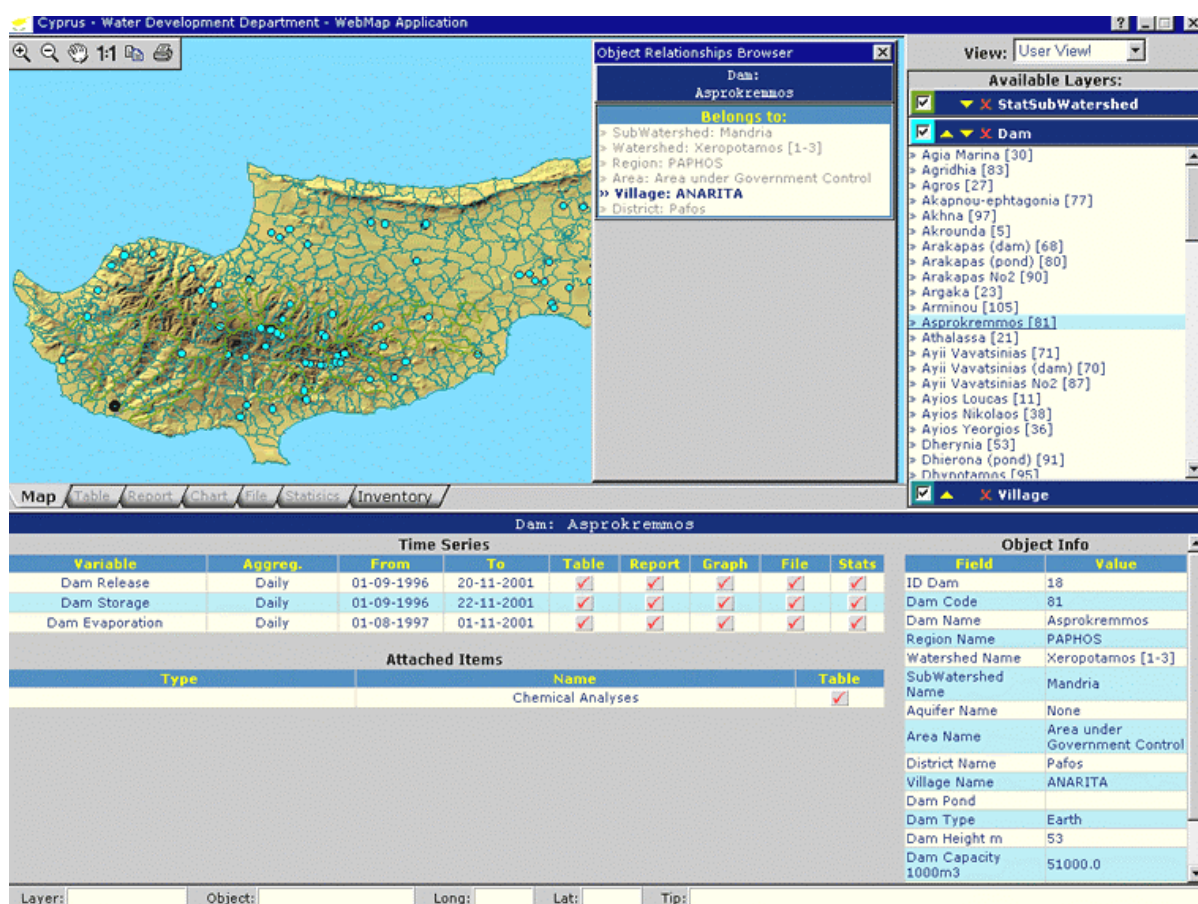 Cyprus - Water Development Department - WebMap Application
1:1
Object Relationships Browser
Dam:
Asprokremmos
Belongs to:
» SubWatershed: Mandria
» Watershed: Xeropotamos [1-3]
» Region: PAPHOS
» Area: Area under Government Control
» Village: ANARITA
» District: Pafos
View: User View!
Available Layers:
StatSubWatershed
Dam
» Agia Marina [30]
» Agridhia [83]
» Agros [27]
» Akapnou-ephtagonia [77]
» Akhna [97]
» Akrounda [5]
» Arakapas (dam) [68]
» Arakapas (pond) [80]
» Arakapas No2 [90]
» Argaka [23]
» Arminou [105]
» Asprokremmos [81]
» Athalassa [21]
» Ayii Vavatsinias [71]
» Ayii Vavatsinias (dam) [70]
» Ayii Vavatsinias No2 [87]
» Ayios Loucas [11]
» Ayios Nikolaos [38]
» Ayios Yeorgios [36]
» Dherynia [53]
» Dhierona (pond) [91]
» Dhypotamos [95]
Village
Map Table Report Chart File Statisics Inventory
Dam: Asprokremmos
Time Series
Variable Aggreg. From To Table Report Graph File Stats
Dam Release Daily 01-09-1996 20-11-2001
Dam Storage Daily 01-09-1996 22-11-2001
Dam Evaporation Daily 01-08-1997 01-11-2001
Attached Items
Type Name Table
Chemical Analyses
Object Info
Field Value
ID Dam 18
Dam Code 81
Dam Name Asprokremmos
Region Name PAPHOS
Watershed Name Xeropotamos [1-3]
SubWatershed
Name Mandria
Aquifer Name None
Area Name Area under
Government Control
District Name Pafos
Village Name ANARITA
Dam Pond
Dam Type Earth
Dam Height m 53
Dam Capacity
1000m3 51000.0
Layer: Object: Long: Lat: Tip: